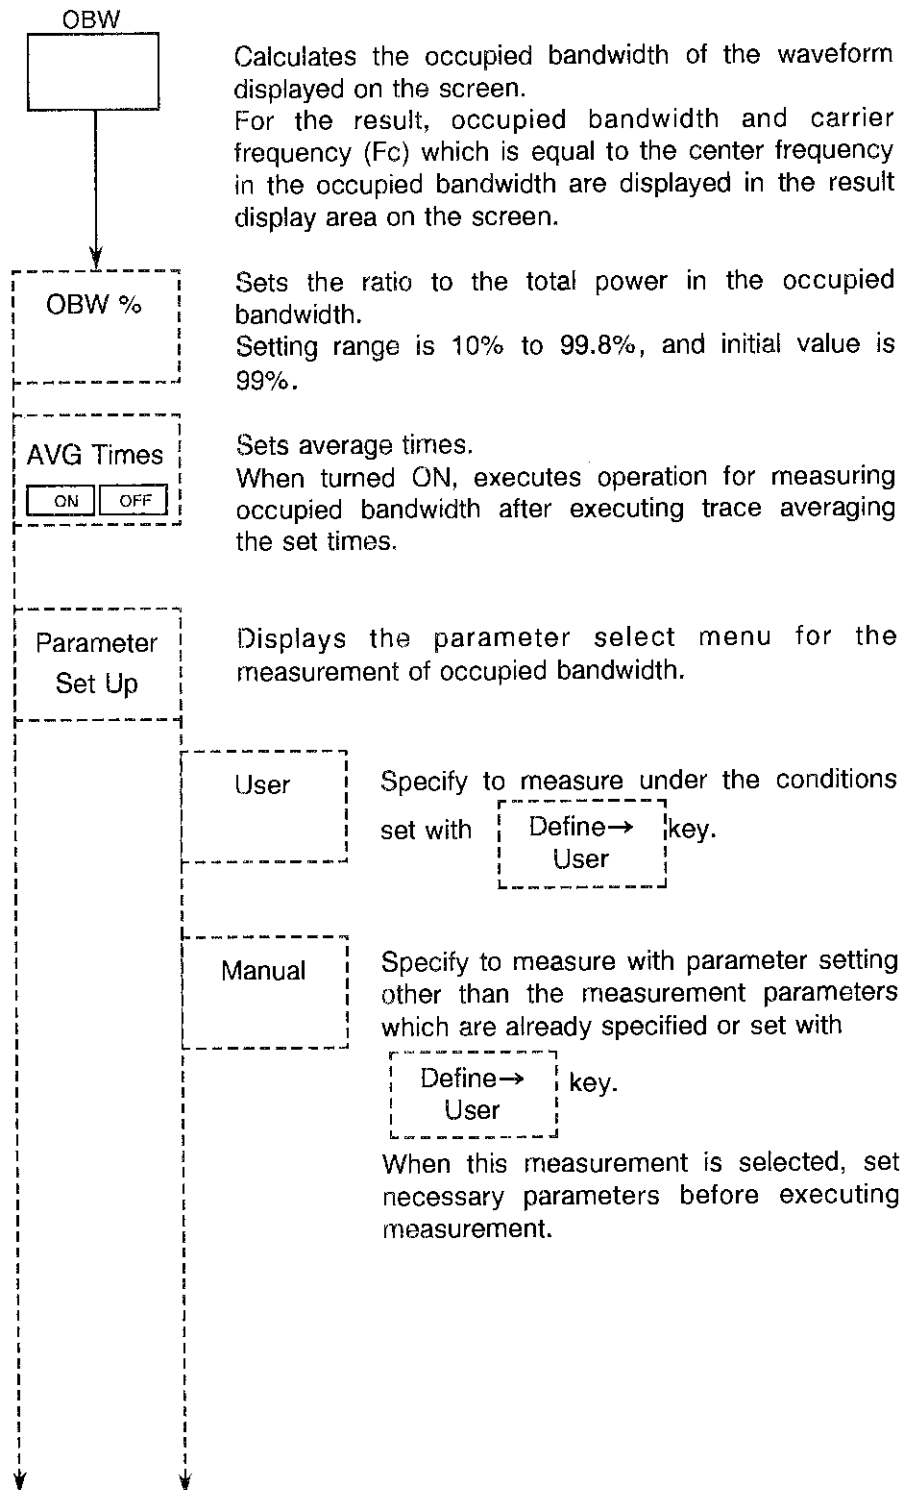 OBW
Calculates the occupied bandwidth of the waveform
displayed on the screen.
For the result, occupied bandwidth and carrier
frequency (Fc) which is equal to the center frequency
in the occupied bandwidth are displayed in the result
display area on the screen.
OBW %
Sets the ratio to the total power in the occupied
bandwidth.
Setting range is 10% to 99.8%, and initial value is
99%.
AVG Times
ON OFF
Sets average times.
When turned ON, executes operation for measuring
occupied bandwidth after executing trace averaging
the set times.
Parameter
Set Up
Displays the parameter select menu for the
measurement of occupied bandwidth.
User
Specify to measure under the conditions
set with Define→ key.
User
Manual
Specify to measure with parameter setting
other than the measurement parameters
which are already specified or set with
Define→ key.
User
When this measurement is selected, set
necessary parameters before executing
measurement.